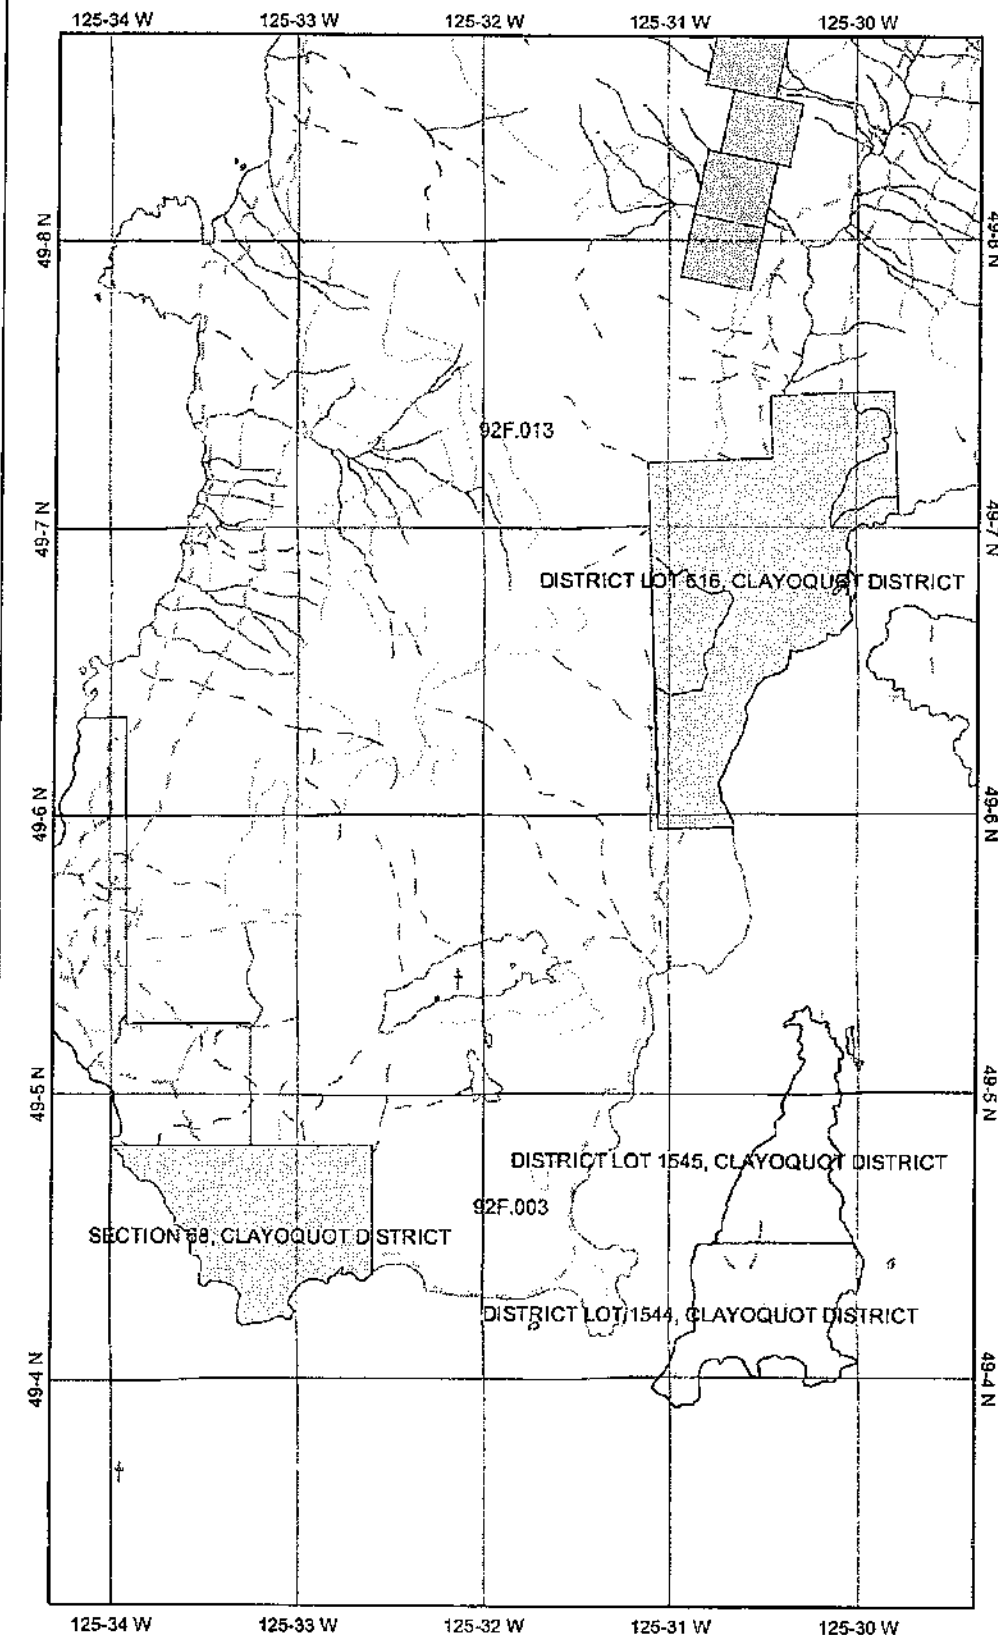 125-34 W 125-33 W 125-32 W 125-31 W 125-30 W
49-8 N 49-8 N
92F.013
49-7 N 49-7 N
DISTRICT LOT 616, CLAYOQUOT DISTRICT
49-6 N 49-6 N
49-5 N 49-5 N
DISTRICT LOT 1545, CLAYOQUOT DISTRICT
92F.003
SECTION 68, CLAYOQUOT DISTRICT
DISTRICT LOT 1544, CLAYOQUOT DISTRICT
49-4 N 49-4 N
125-34 W 125-33 W 125-32 W 125-31 W 125-30 W